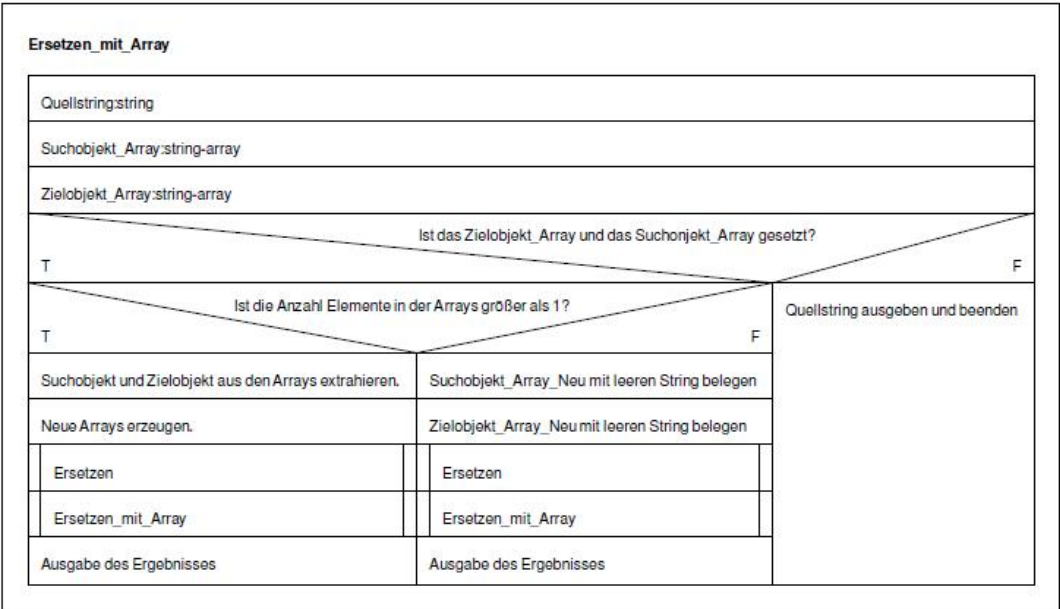 Ersetzen_mit_Array
Quellstring:string
Suchobjekt_Array:string-array
Zielobjekt_Array:string-array
Ist das Zielobjekt_Array und das Suchonjekt_Array gesetzt?
T
F
Ist die Anzahl Elemente in der Arrays größer als 1?
T
F
Quellstring ausgeben und beenden
Suchobjekt und Zielobjekt aus den Arrays extrahieren.
Neue Arrays erzeugen.
Ersetzen
Ersetzen_mit_Array
Ausgabe des Ergebnisses
Suchobjekt_Array_Neu mit leeren String belegen
Zielobjekt_Array_Neu mit leeren String belegen
Ersetzen
Ersetzen_mit_Array
Ausgabe des Ergebnisses